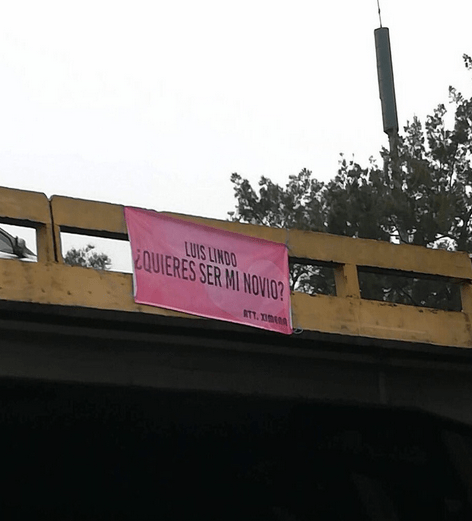 LUIS LINDO
¿QUIERES SER MI NOVIO?
ATT. XIMENA